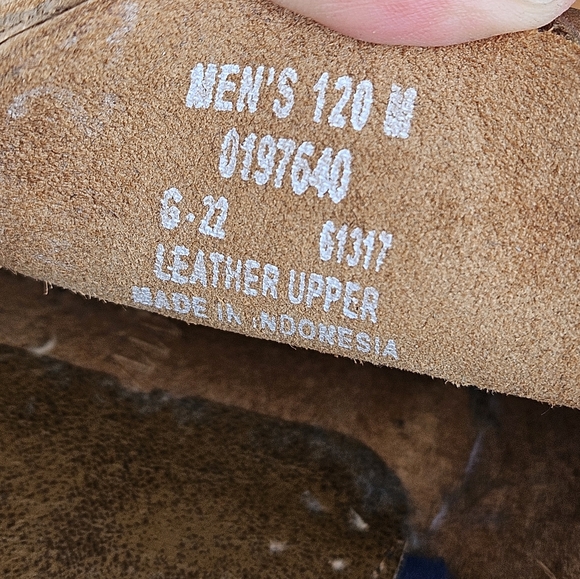 MEN'S 120 M
0197640
G-22 61317
LEATHER UPPER
MADE IN INDONESIA